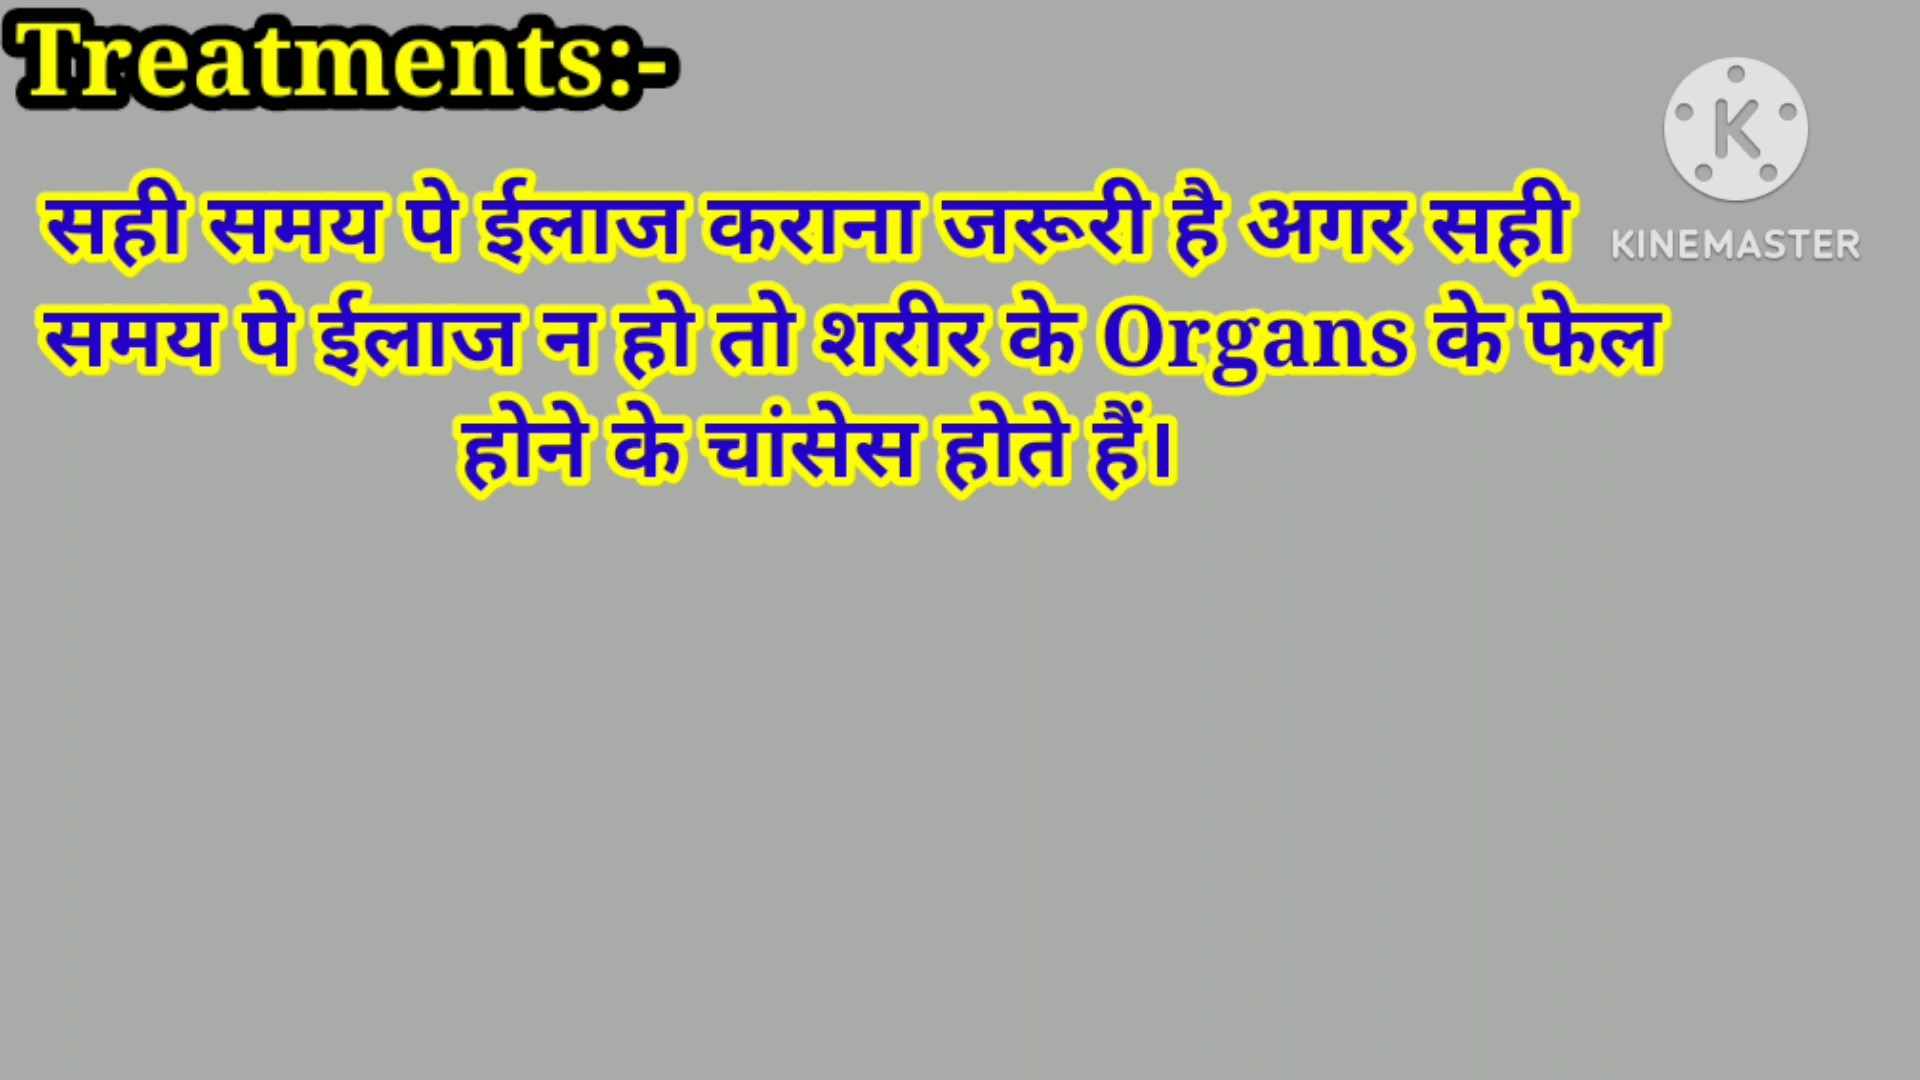 Treatments:-
सही समय पे ईलाज कराना जरूरी है अगर सही
समय पे ईलाज न हो तो शरीर के Organs के फेल
होने के चांसेस होते हैं।
K
KINEMASTER